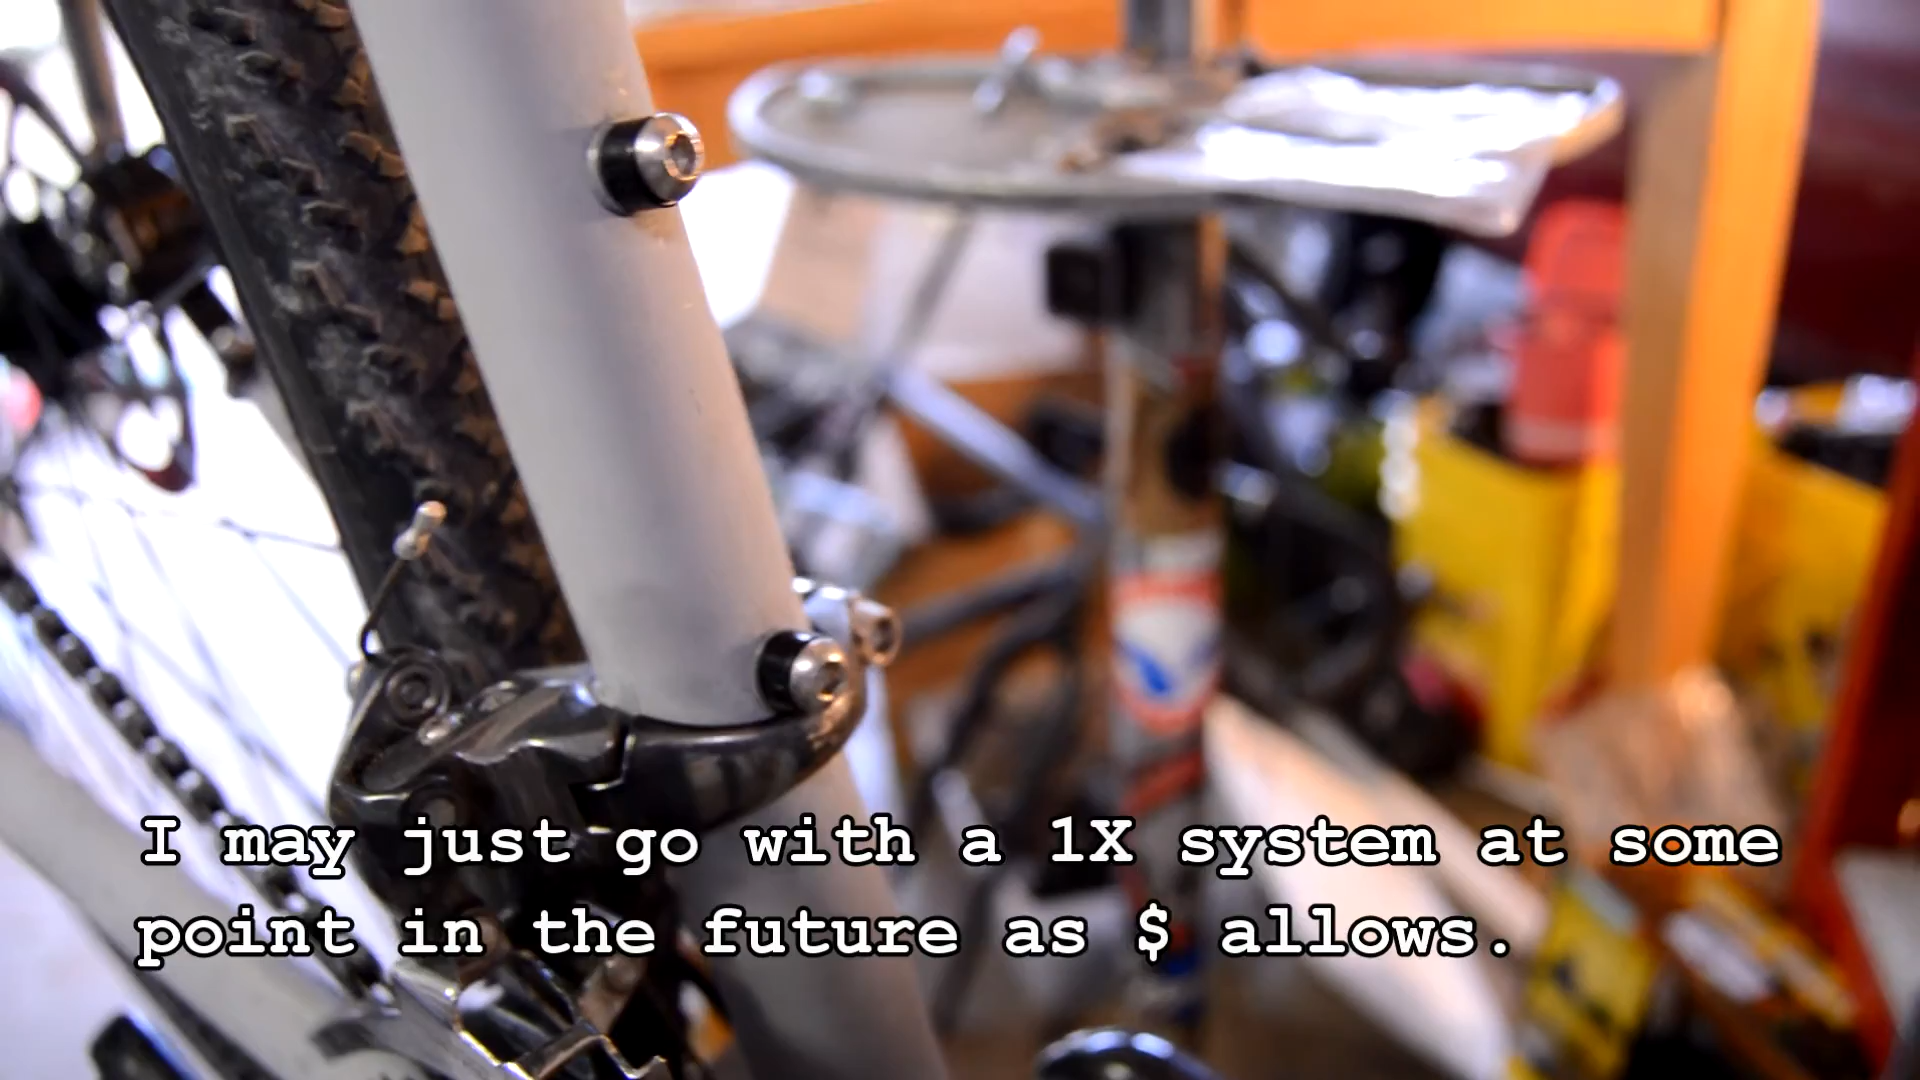 I may just go with a 1X system at some
point in the future as $ allows.